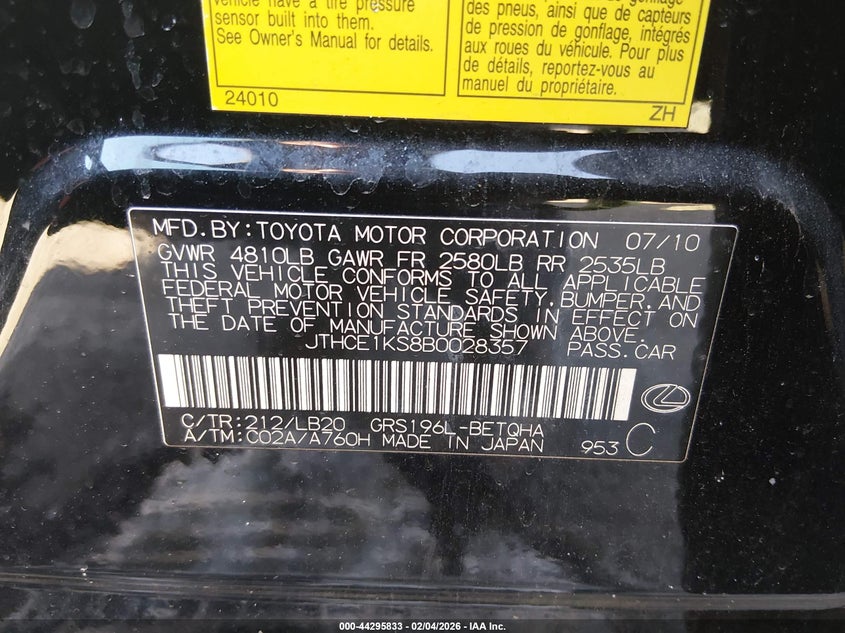 vehicle have a tire pressure
sensor built into them.
See Owner's Manual for details.
24010
des pneus, ainsi que de capteurs
de pression de gonflage, intégrés
aux roues du véhicule. Pour plus
de détails, reportez-vous au
manuel du propriétaire.
ZH
MFD. BY: TOYOTA MOTOR CORPORATION 07/10
GVWR 4810LB GAWR FR 2580LB RR 2535LB
THIS VEHICLE CONFORMS TO ALL APPLICABLE
FEDERAL MOTOR VEHICLE SAFETY, BUMPER, AND
THEFT PREVENTION STANDARDS IN EFFECT ON
THE DATE OF MANUFACTURE SHOWN ABOVE.
JTHCE1KS8B0028357 PASS. CAR
C/TR: 212/LB20 GRS196L-BETQHA
A/TM: C02A/A760H MADE IN JAPAN 953 C
000-44295833 - 02/04/2026 - IAA Inc.